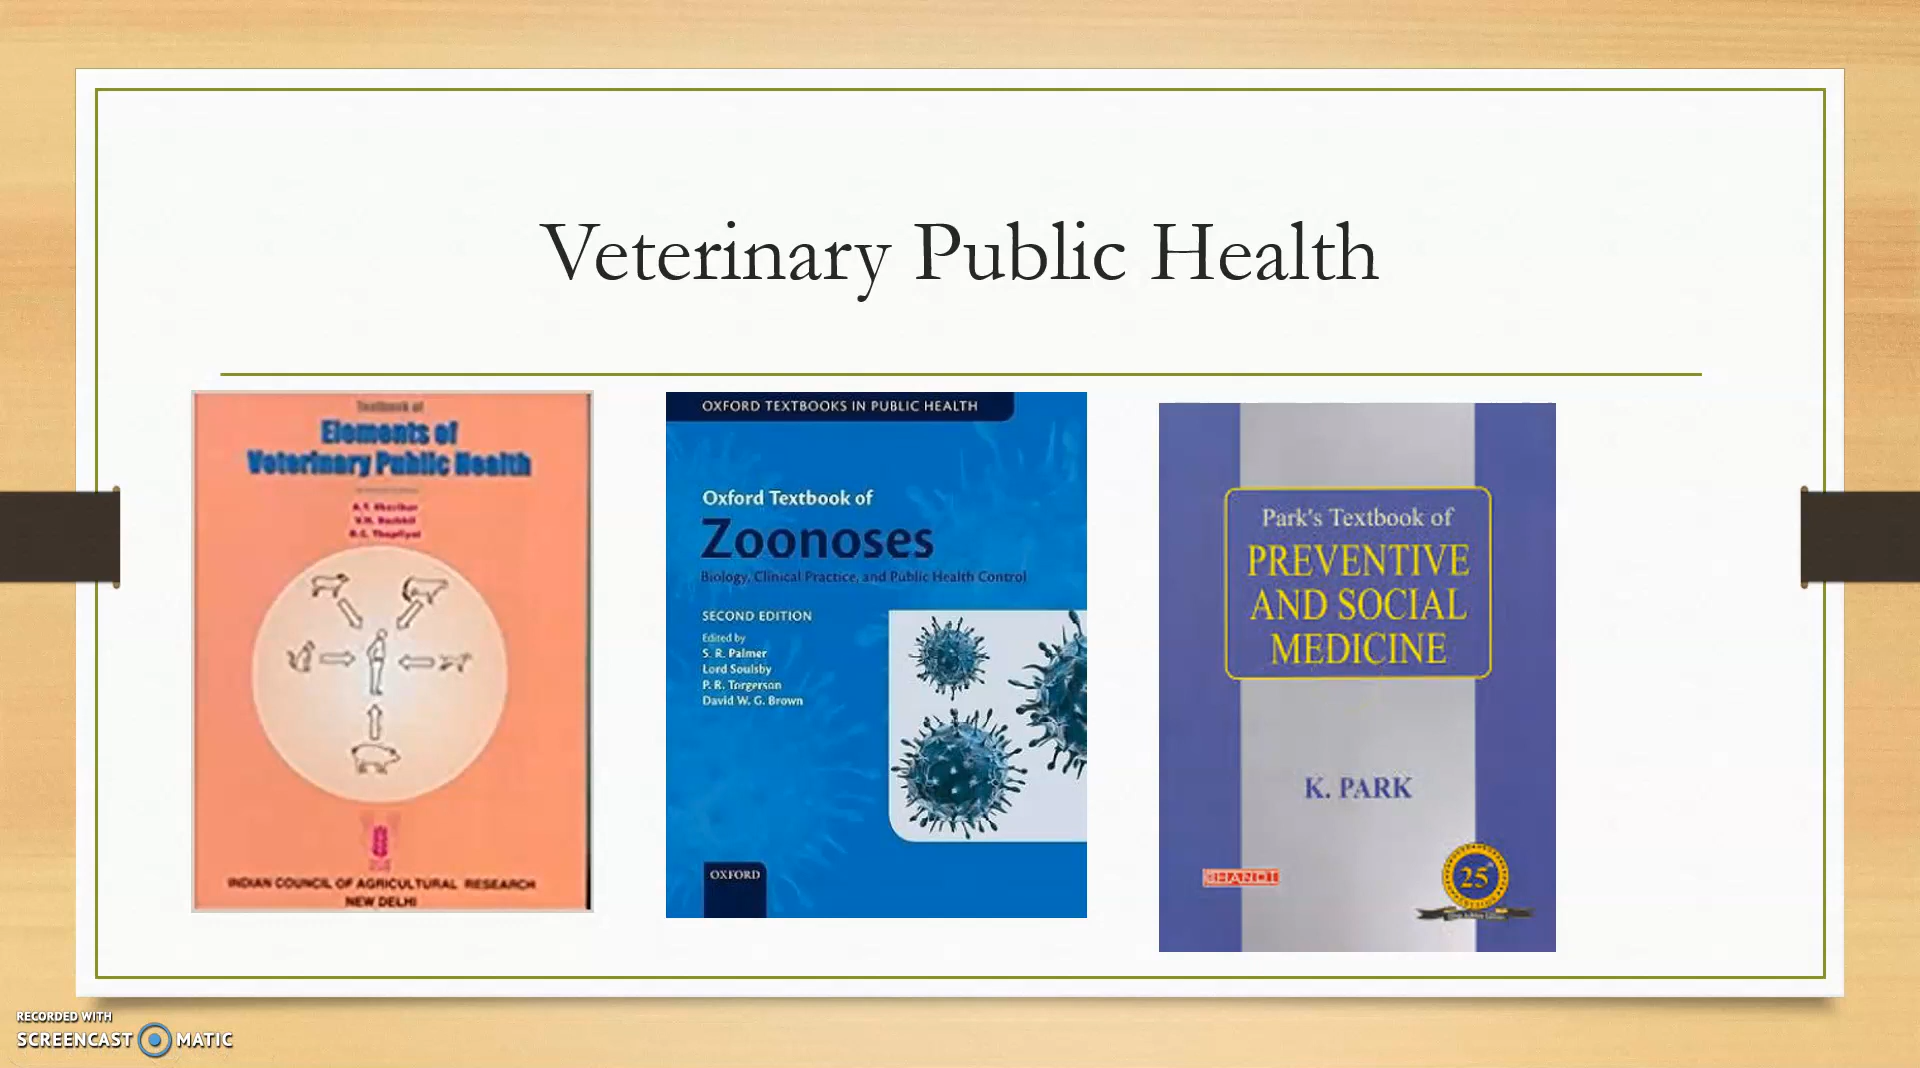 Veterinary Public Health
Textbook of
Elements of
Veterinary Public Health
INDIAN COUNCIL OF AGRICULTURAL RESEARCH
NEW DELHI
OXFORD TEXTBOOKS IN PUBLIC HEALTH
Oxford Textbook of
Zoonoses
Biology, Clinical Practice, and Public Health Control
SECOND EDITION
Edited by
S. R. Palmer
Lord Soulsby
P. R. Torgerson
David W. G. Brown
OXFORD
Park's Textbook of
PREVENTIVE
AND SOCIAL
MEDICINE
K. PARK
BHANOT
25
RECORDED WITH
SCREENCAST MATIC